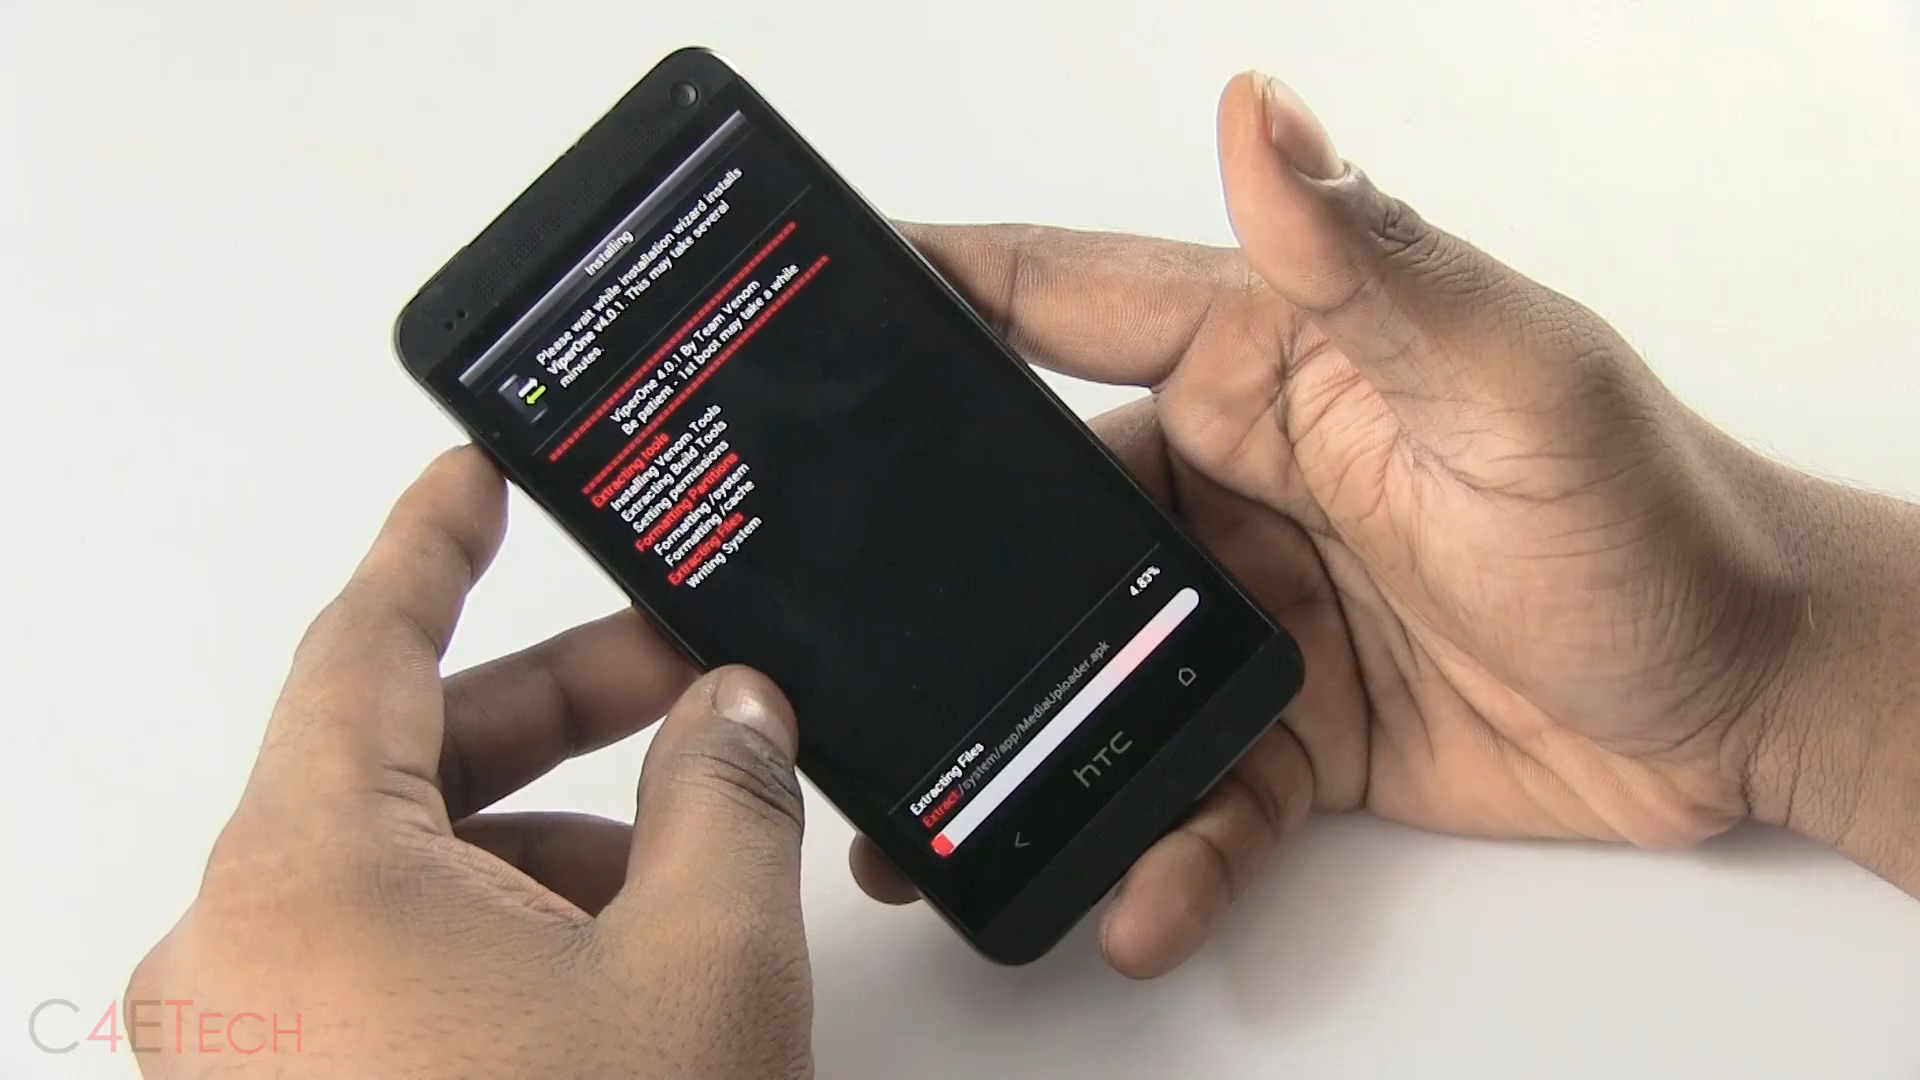 Installing
Please wait while installation wizard installs
ViperOne v4.0.1. This may take several
minutes.
ViperOne 4.0.1 By Team Venom
Be patient - 1st boot may take a while
Extracting tools
Installing Venom Tools
Extracting Build Tools
Setting permissions
Formatting Partitions
Formatting /system
Formatting /cache
Extracting Files
Writing System
4.83%
Extracting Files
Extract: /system/app/MediaUploader.apk
hTC
C4ETECH